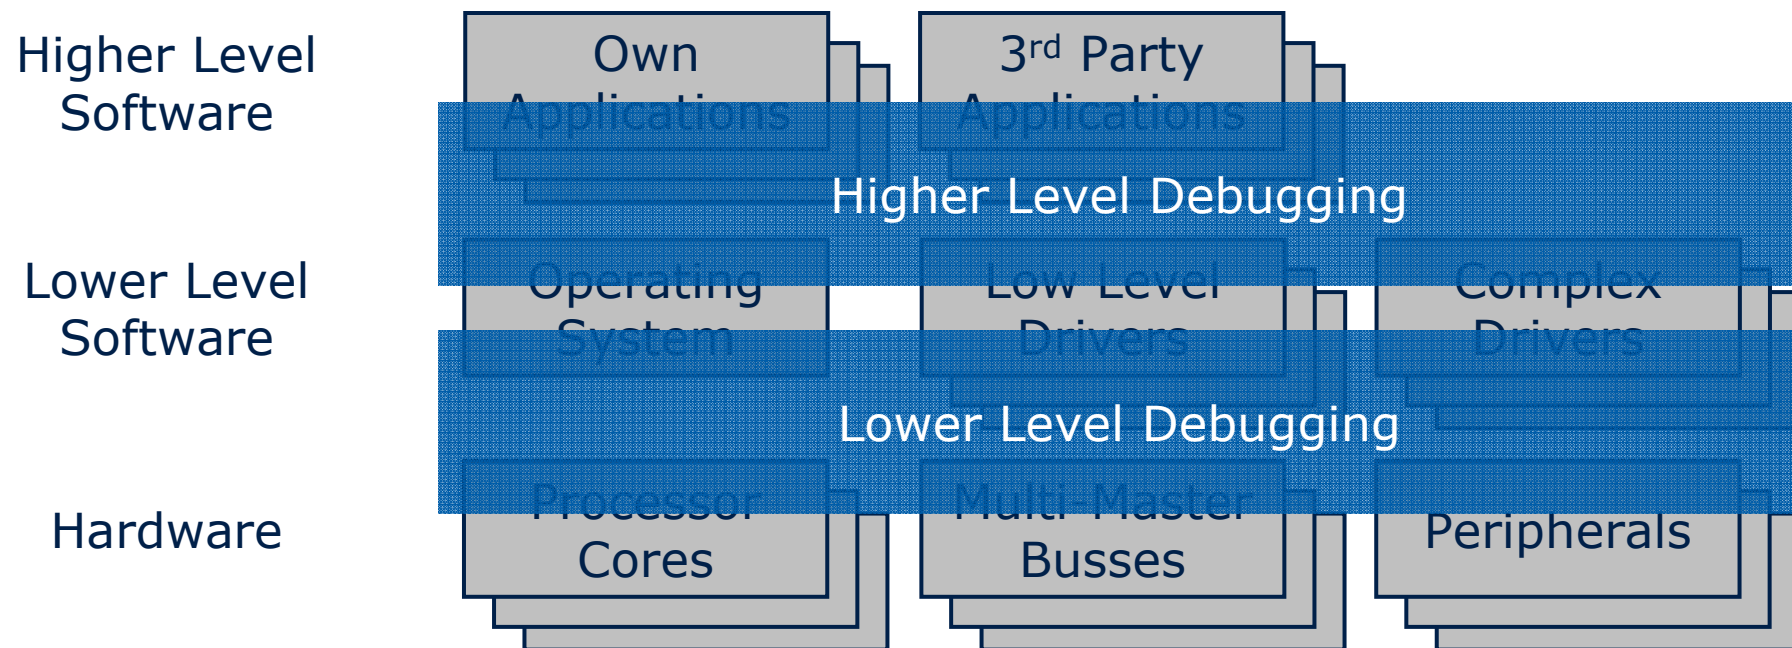 Higher Level
Software
Own
Applications
3rd Party
Applications
Higher Level Debugging
Lower Level
Software
Operating
System
Low Level
Drivers
Complex
Drivers
Lower Level Debugging
Hardware
Processor
Cores
Multi-Master
Busses
Peripherals